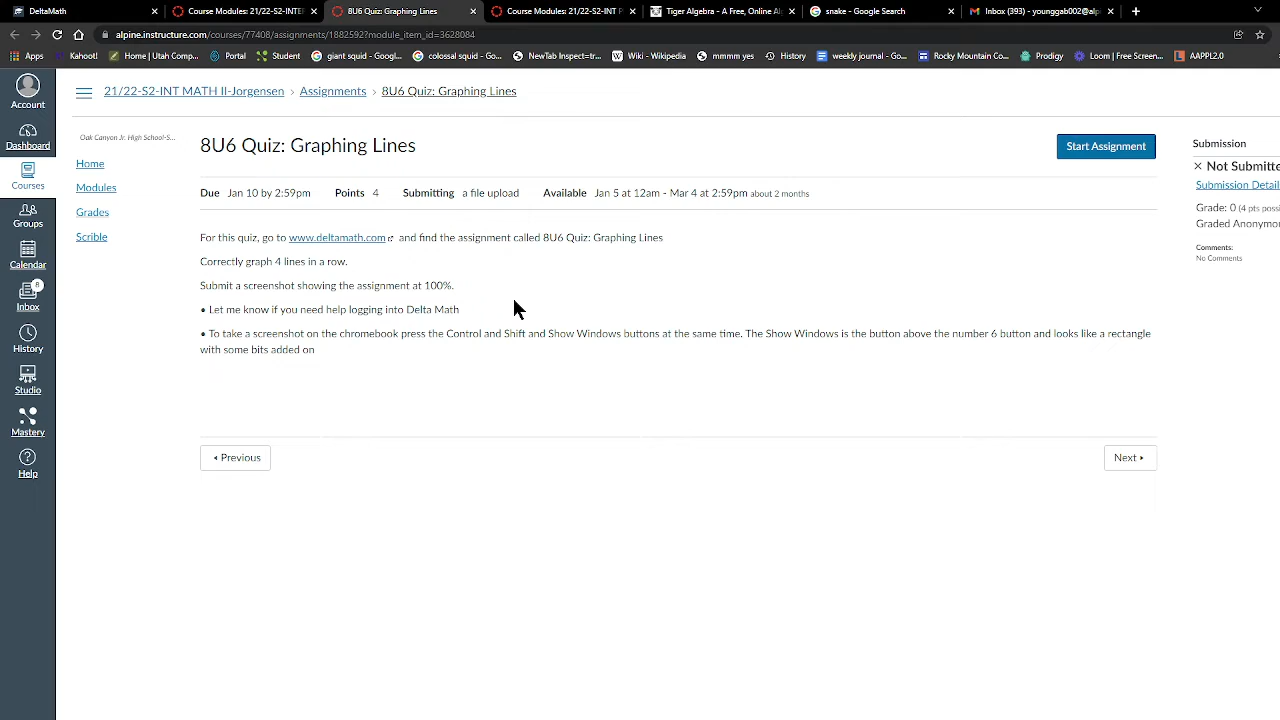 DeltaMath
Course Modules: 21/22-S2-INTEF
8U6 Quiz: Graphing Lines
Course Modules: 21/22-S2-INT P
Tiger Algebra - A Free, Online Al
snake - Google Search
Inbox (393) - younggab002@alp
alpine.instructure.com/courses/77408/assignments/1882592?module_item_id=3628084
Apps
Kahoot!
Home | Utah Comp...
Portal
Student
giant squid - Googl...
colossal squid - Go...
NewTab Inspect=tr...
Wiki - Wikipedia
mmmm yes
History
weekly journal - Go...
Rocky Mountain Co...
Prodigy
Loom | Free Screen...
AAPPL2.0
Account
Dashboard
Courses
Groups
Calendar
8
Inbox
History
Studio
Mastery
Help
21/22-S2-INT MATH II-Jorgensen › Assignments › 8U6 Quiz: Graphing Lines
Oak Canyon Jr. High School-S...
Home
Modules
Grades
Scrible
8U6 Quiz: Graphing Lines
Start Assignment
Due Jan 10 by 2:59pm Points 4 Submitting a file upload Available Jan 5 at 12am - Mar 4 at 2:59pm about 2 months
For this quiz, go to www.deltamath.com and find the assignment called 8U6 Quiz: Graphing Lines
Correctly graph 4 lines in a row.
Submit a screenshot showing the assignment at 100%.
• Let me know if you need help logging into Delta Math
• To take a screenshot on the chromebook press the Control and Shift and Show Windows buttons at the same time. The Show Windows is the button above the number 6 button and looks like a rectangle
with some bits added on
Previous
Next
Submission
Not Submitte
Submission Detail
Grade: 0 (4 pts possi
Graded Anonymo
Comments:
No Comments